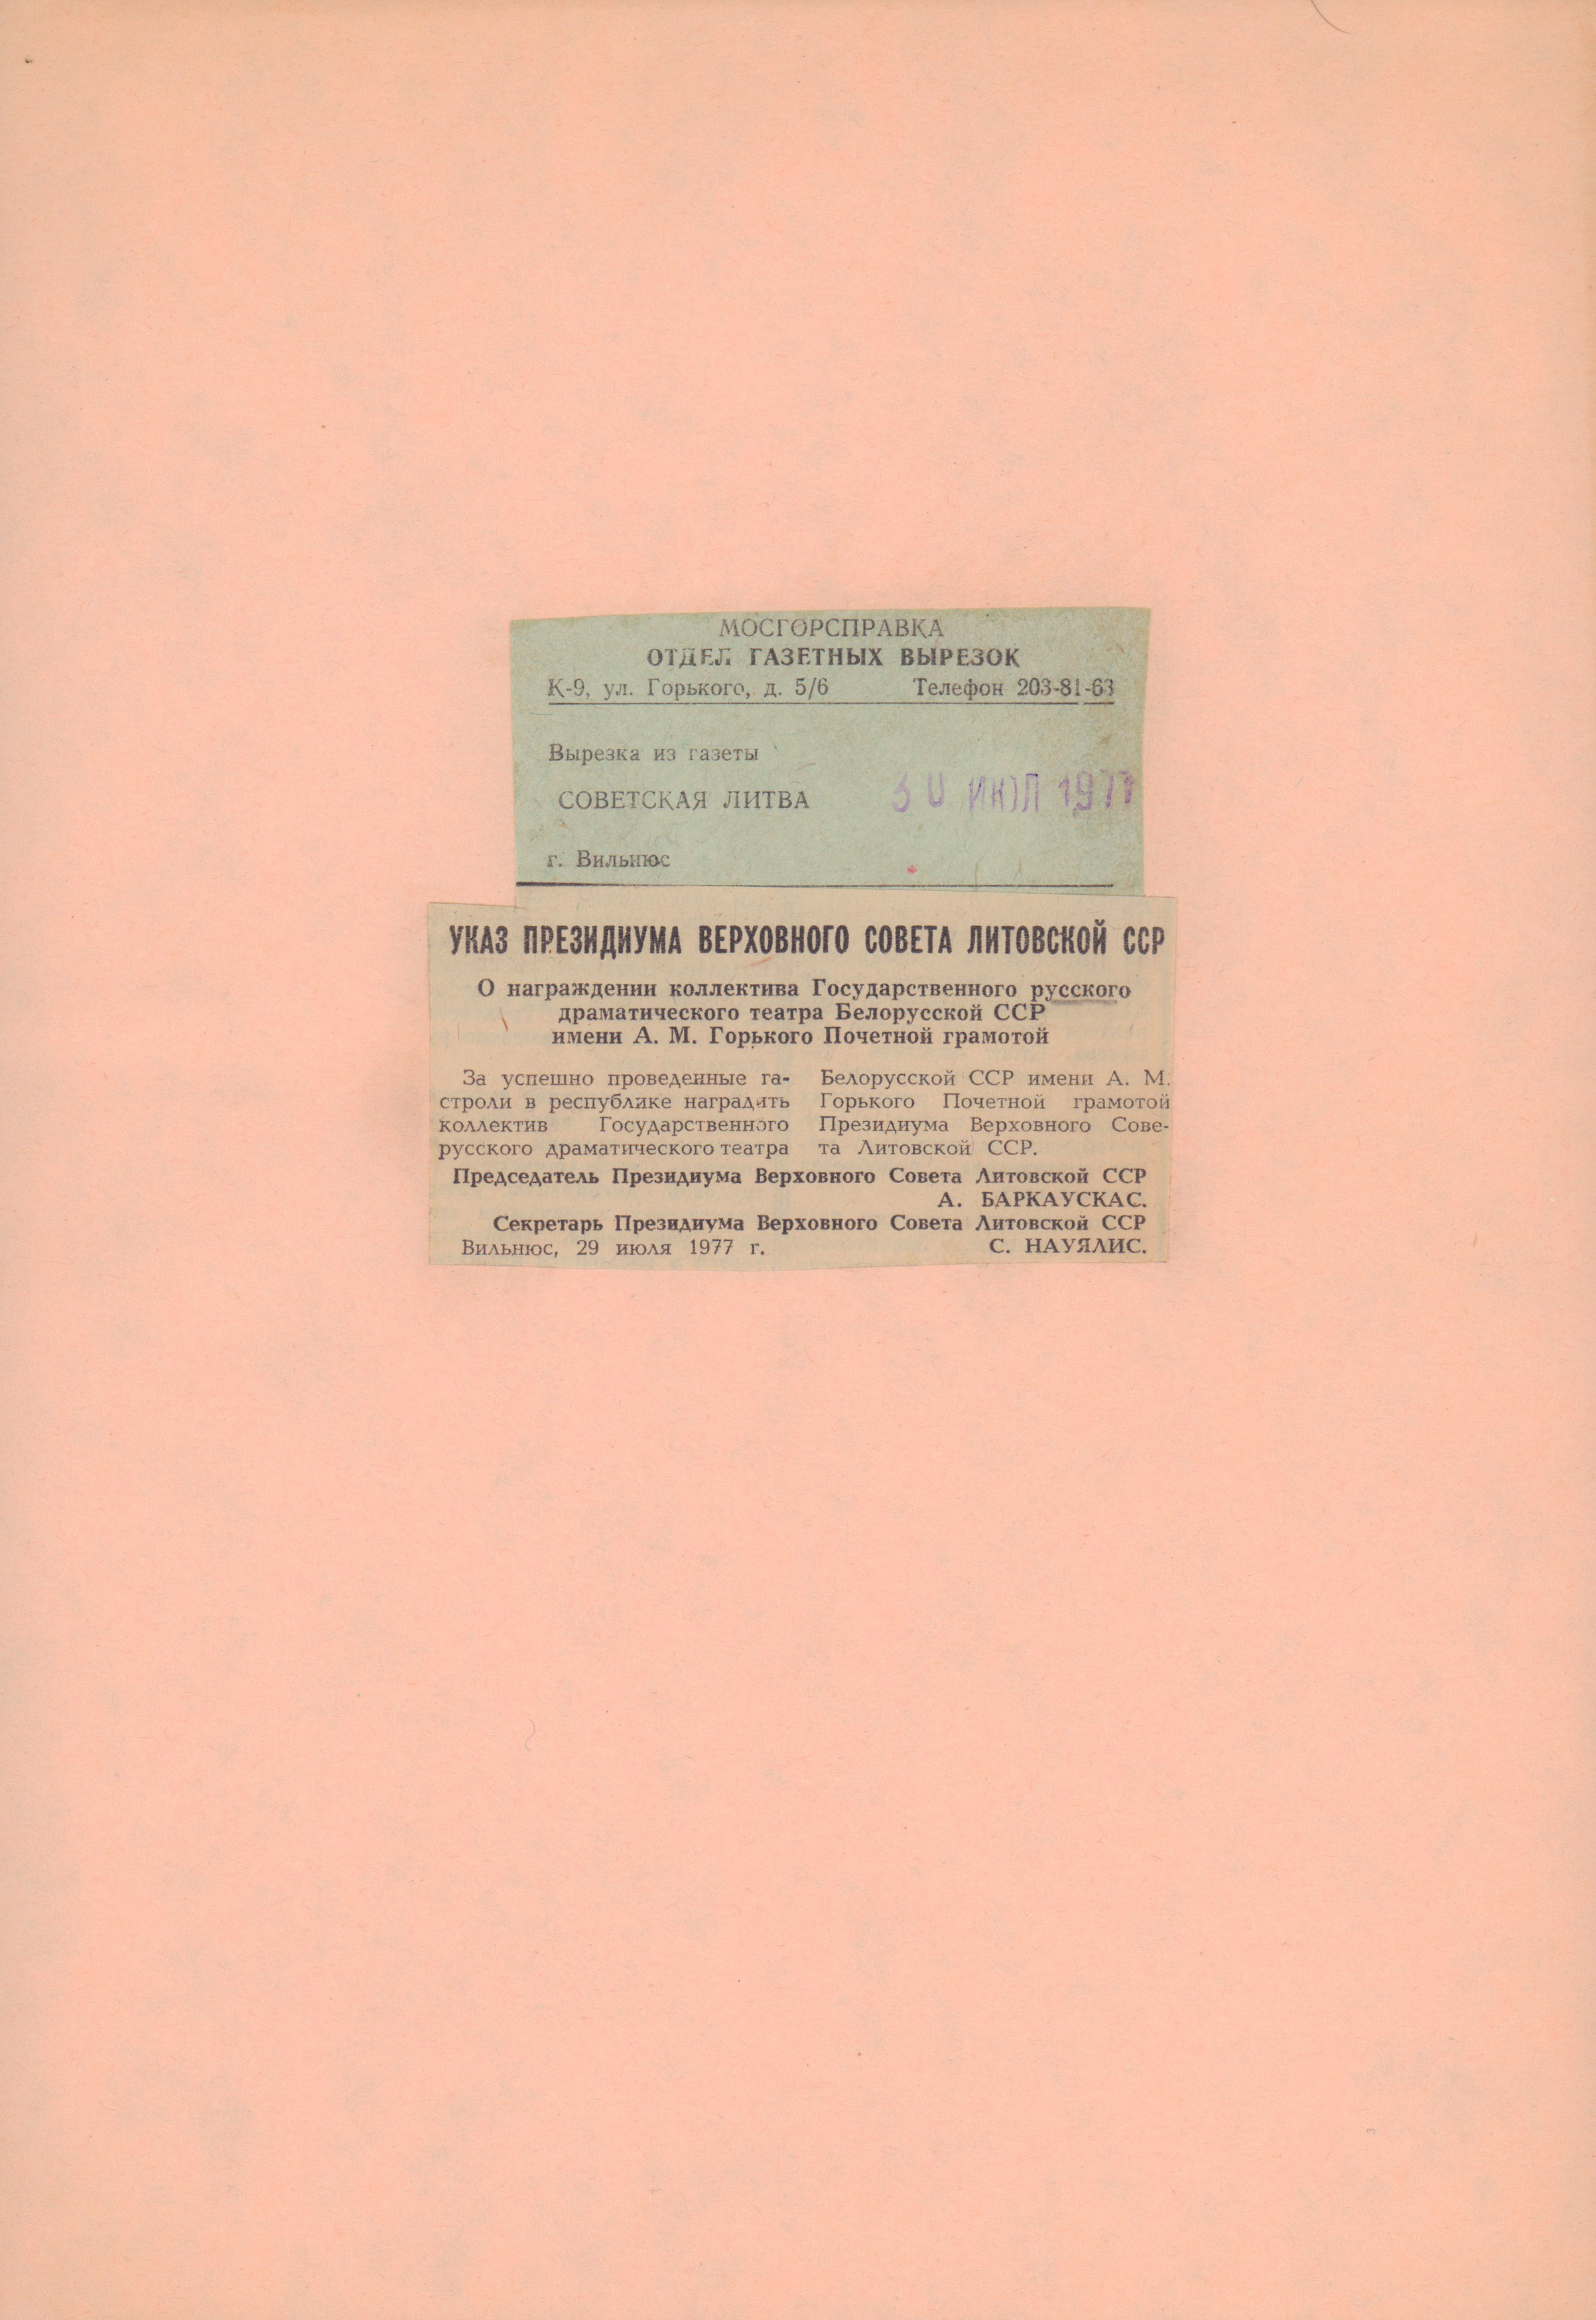 МОСГОРСПРАВКА
ОТДЕЛ ГАЗЕТНЫХ ВЫРЕЗОК
К-9, ул. Горького, д. 5/6 Телефон 203-81-63
Вырезка из газеты
СОВЕТСКАЯ ЛИТВА 30 ИЮЛ 1977
г. Вильнюс
УКАЗ ПРЕЗИДИУМА ВЕРХОВНОГО СОВЕТА ЛИТОВСКОЙ ССР
О награждении коллектива Государственного русского
драматического театра Белорусской ССР
имени А. М. Горького Почетной грамотой
За успешно проведенные га-
строли в республике наградить
коллектив Государственного
русского драматического театра
Белорусской ССР имени А. М.
Горького Почетной грамотой
Президиума Верховного Сове-
та Литовской ССР.
Председатель Президиума Верховного Совета Литовской ССР
А. БАРКАУСКАС.
Секретарь Президиума Верховного Совета Литовской ССР
Вильнюс, 29 июля 1977 г. С. НАУЯЛИС.